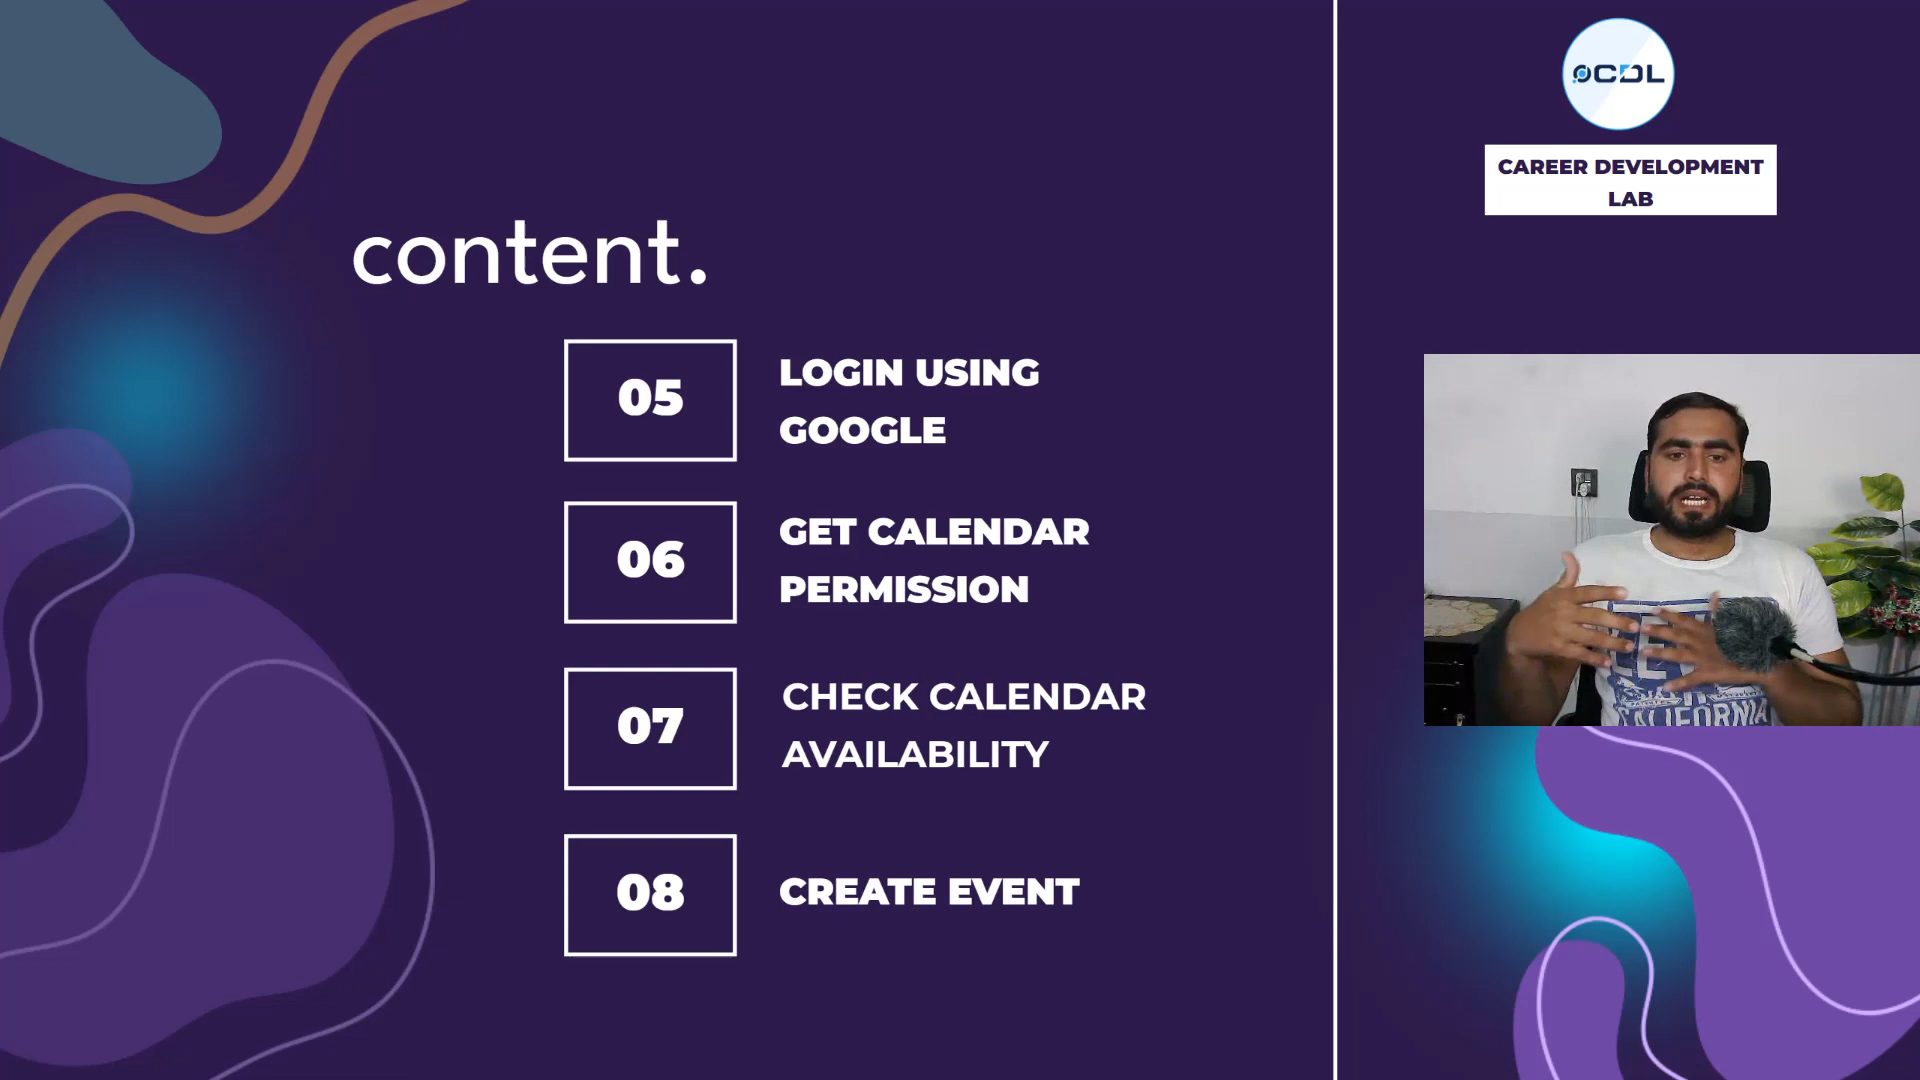 CDL
CAREER DEVELOPMENT
LAB
content.
05
LOGIN USING
GOOGLE
06
GET CALENDAR
PERMISSION
07
CHECK CALENDAR
AVAILABILITY
08
CREATE EVENT
CALIFORNIA